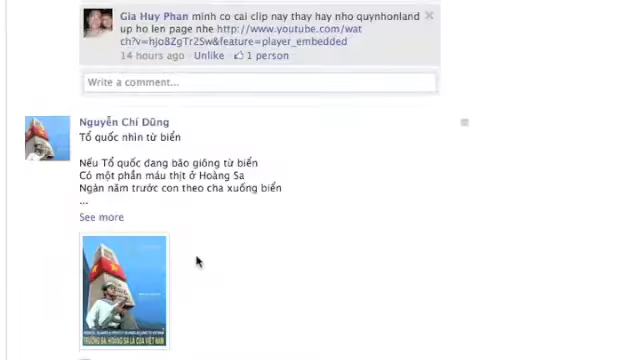 Gia Huy Phan minh co cai clip nay thay hay nho quynhonland
up ho len page nhe http://www.youtube.com/wat
ch?v=hjo8ZgTr2Sw&feature=player_embedded
14 hours ago · Unlike · 1 person
Write a comment...
Nguyễn Chí Dũng
Tổ quốc nhìn từ biển
Nếu Tổ quốc đang bão giông từ biển
Có một phần máu thịt ở Hoàng Sa
Ngàn năm trước con theo cha xuống biển
...
See more
TRƯỜNG SA, HOÀNG SA LÀ CỦA VIỆT NAM